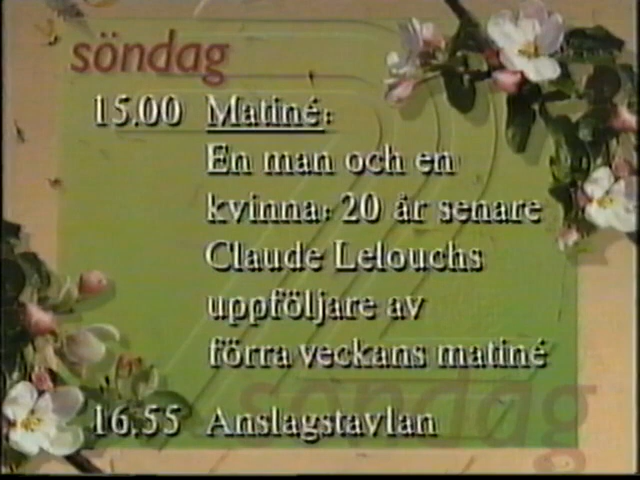 söndag
15.00 Matiné:
En man och en
kvinna: 20 år senare
Claude Lelouchs
uppföljare av
förra veckans matiné
söndag
16.55 Anslagstavlan